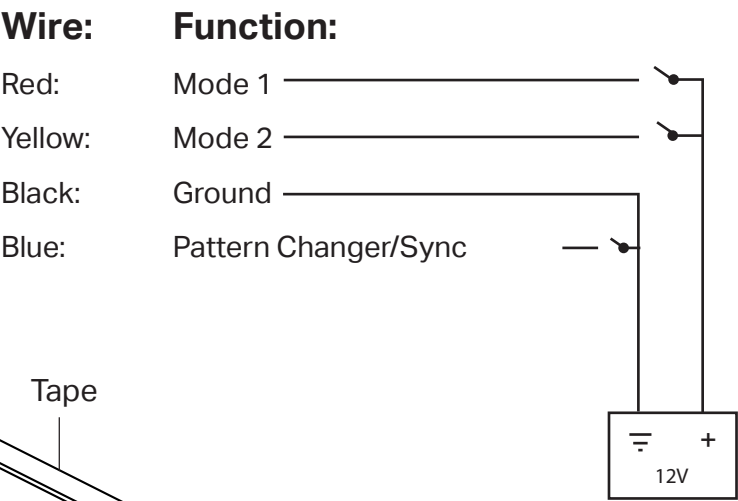 Wire: Function:
Red: Mode 1
Yellow: Mode 2
Black: Ground
Blue: Pattern Changer/Sync
Tape
+
12V